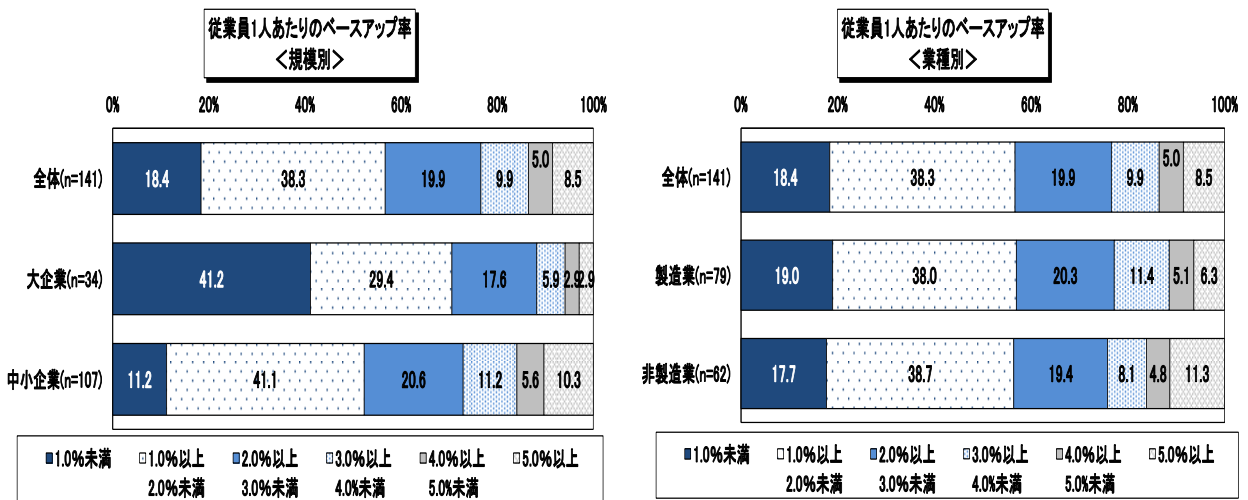 従業員1人あたりのベースアップ率
＜規模別＞
0% 20% 40% 60% 80% 100%
全体(n=141) 18.4 38.3 19.9 9.9 5.0 8.5
大企業(n=34) 41.2 29.4 17.6 5.9 2.9 2.9
中小企業(n=107) 11.2 41.1 20.6 11.2 5.6 10.3
1.0%未満 1.0%以上 2.0%以上 3.0%以上 4.0%以上 5.0%以上
2.0%未満 3.0%未満 4.0%未満 5.0%未満
従業員1人あたりのベースアップ率
＜業種別＞
0% 20% 40% 60% 80% 100%
全体(n=141) 18.4 38.3 19.9 9.9 5.0 8.5
製造業(n=79) 19.0 38.0 20.3 11.4 5.1 6.3
非製造業(n=62) 17.7 38.7 19.4 8.1 4.8 11.3
1.0%未満 1.0%以上 2.0%以上 3.0%以上 4.0%以上 5.0%以上
2.0%未満 3.0%未満 4.0%未満 5.0%未満